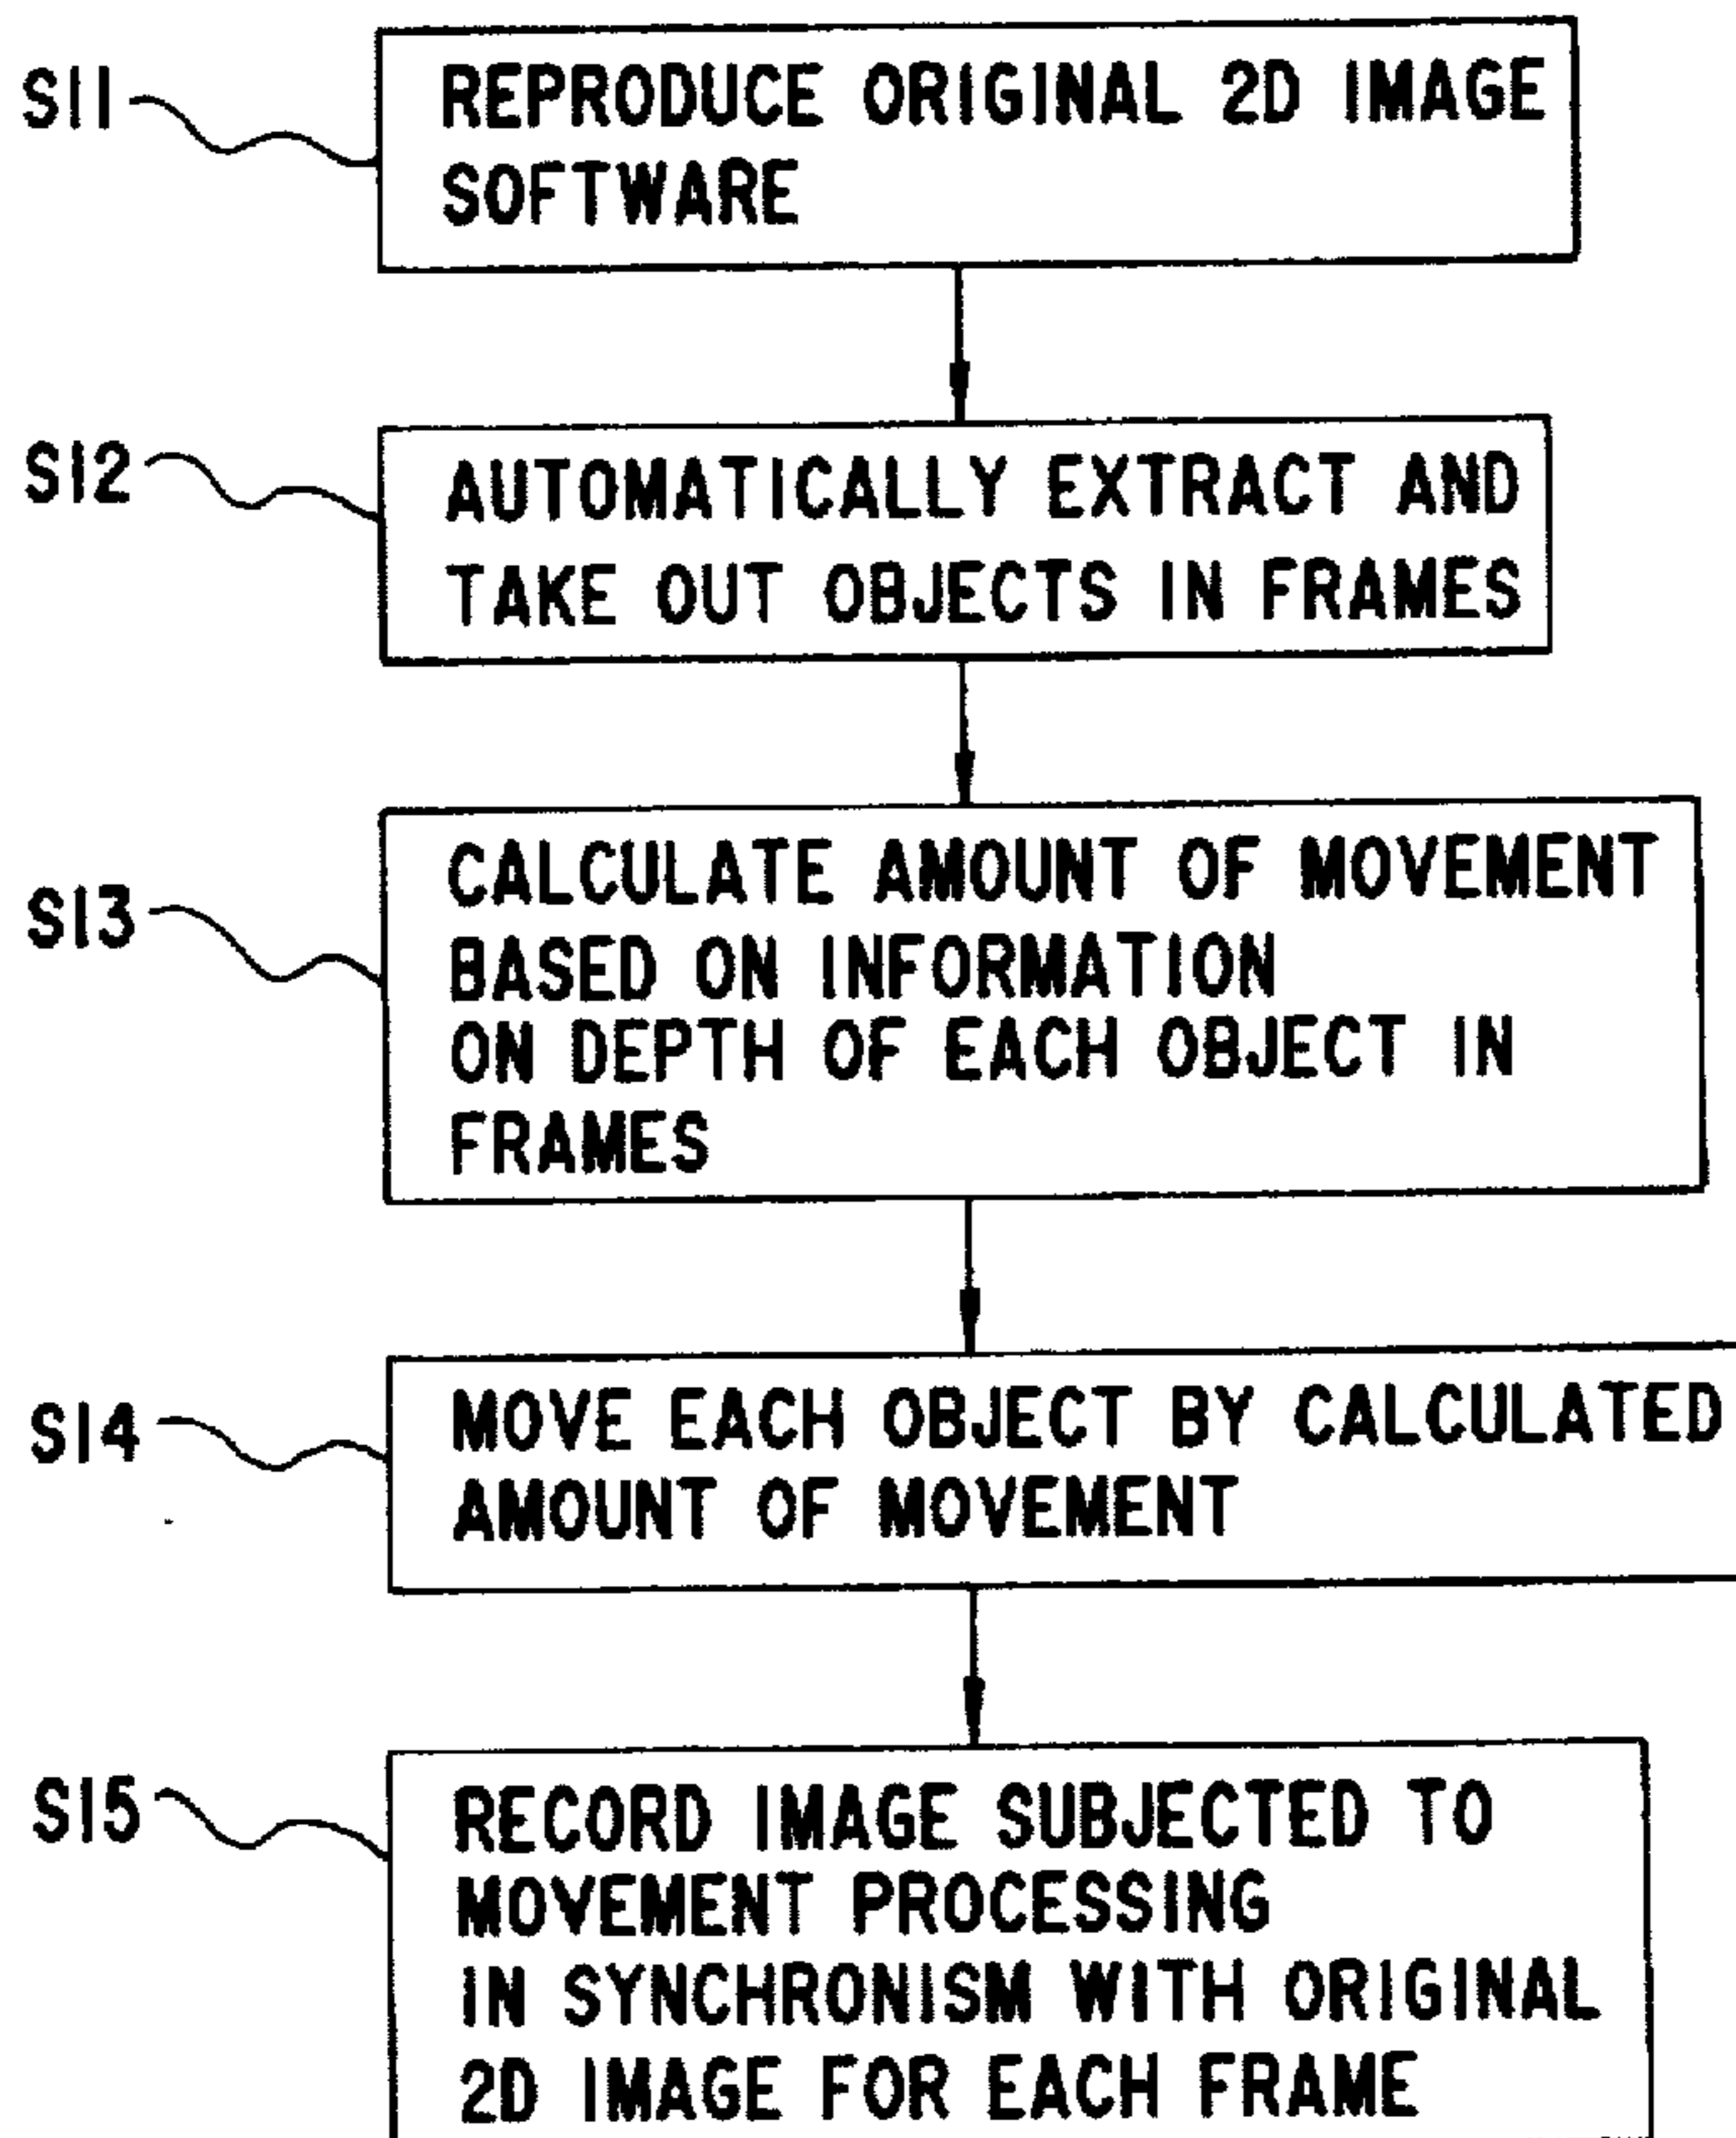 S11
REPRODUCE ORIGINAL 2D IMAGE
SOFTWARE
S12
AUTOMATICALLY EXTRACT AND
TAKE OUT OBJECTS IN FRAMES
S13
CALCULATE AMOUNT OF MOVEMENT
BASED ON INFORMATION
ON DEPTH OF EACH OBJECT IN
FRAMES
S14
MOVE EACH OBJECT BY CALCULATED
AMOUNT OF MOVEMENT
S15
RECORD IMAGE SUBJECTED TO
MOVEMENT PROCESSING
IN SYNCHRONISM WITH ORIGINAL
2D IMAGE FOR EACH FRAME